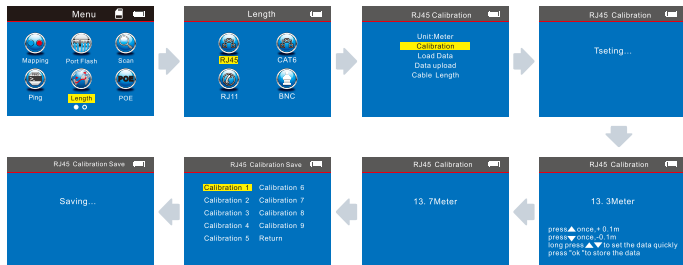 Menu
Mapping
Port Flash
Scan
Ping
Length
POE
POE
Length
RJ45
CAT6
RJ11
BNC
RJ45 Calibration
Unit:Meter
Calibration
Load Data
Data upload
Cable Length
RJ45 Calibration
Tseting...
RJ45 Calibration
13. 3Meter
press▲once,+ 0.1m
press▼once,-0.1m
long press▲▼to set the data quickly
press "ok "to store the data
RJ45 Calibration
13. 7Meter
RJ45 Calibration Save
Calibration 1 Calibration 6
Calibration 2 Calibration 7
Calibration 3 Calibration 8
Calibration 4 Calibration 9
Calibration 5 Return
RJ45 Calibration Save
Saving...